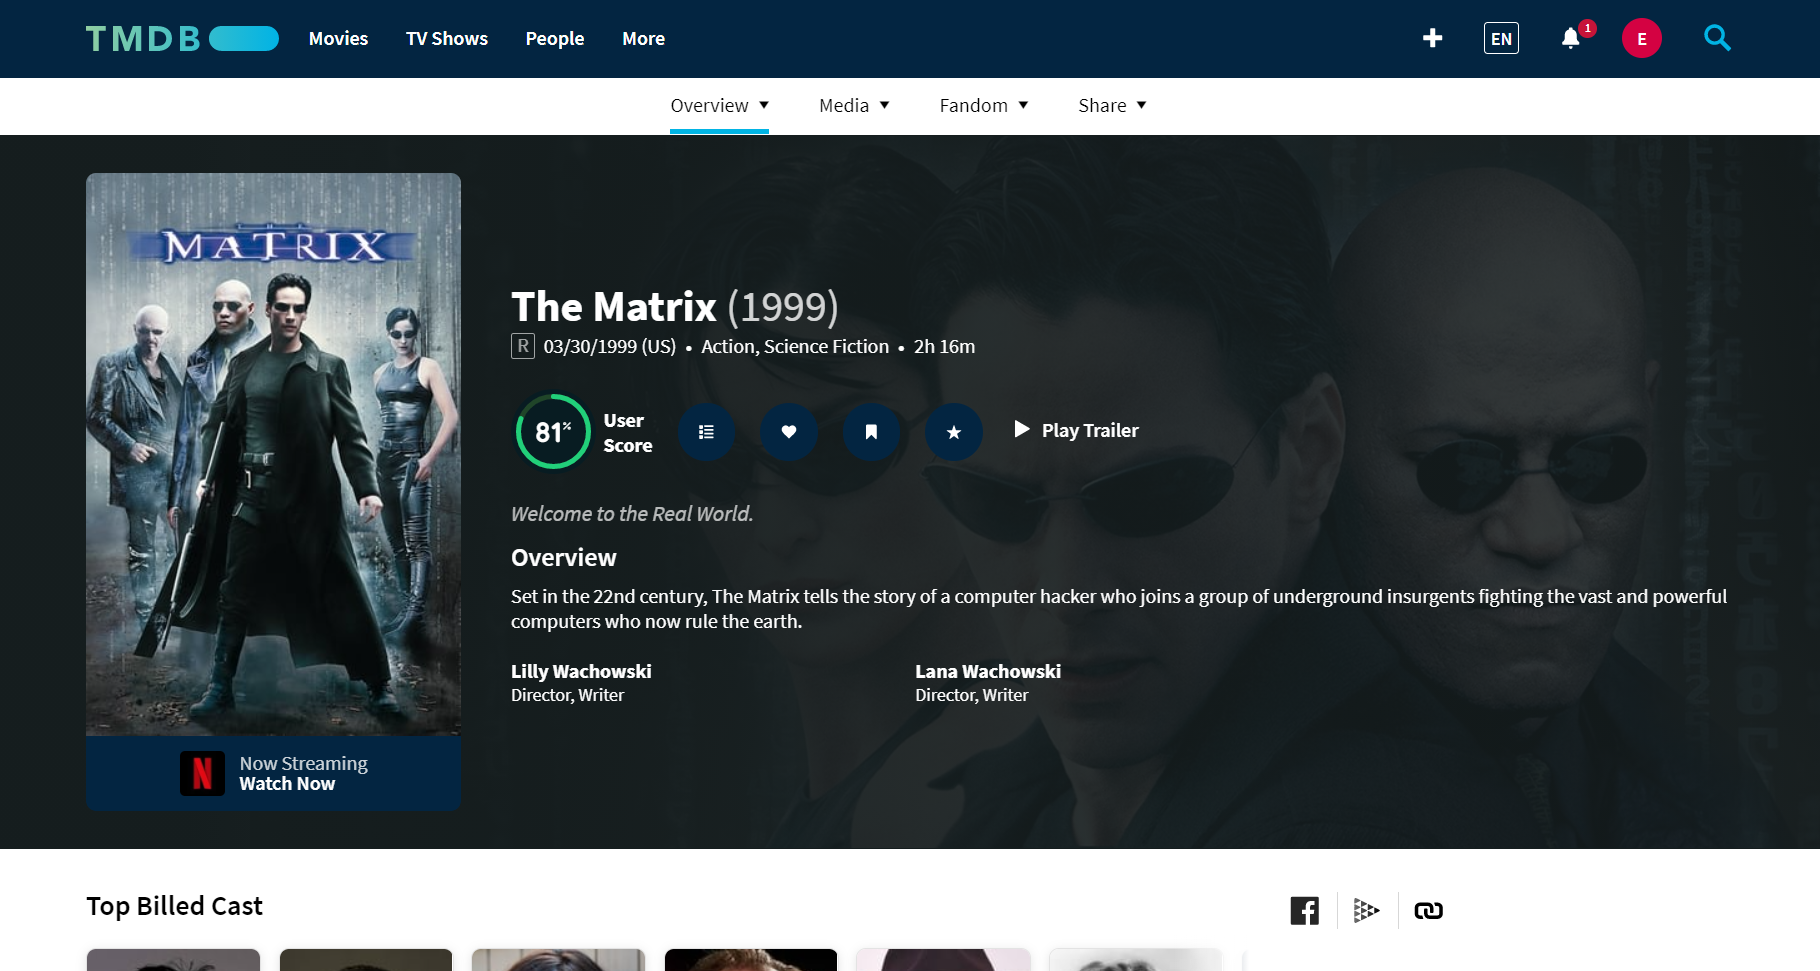 TMDB
Movies
TV Shows
People
More
EN
1
E
Overview
Media
Fandom
Share
MATRIX
The Matrix (1999)
R 03/30/1999 (US) • Action, Science Fiction • 2h 16m
81%
User
Score
Play Trailer
Welcome to the Real World.
Overview
Set in the 22nd century, The Matrix tells the story of a computer hacker who joins a group of underground insurgents fighting the vast and powerful
computers who now rule the earth.
Lilly Wachowski
Director, Writer
Lana Wachowski
Director, Writer
N
Now Streaming
Watch Now
Top Billed Cast